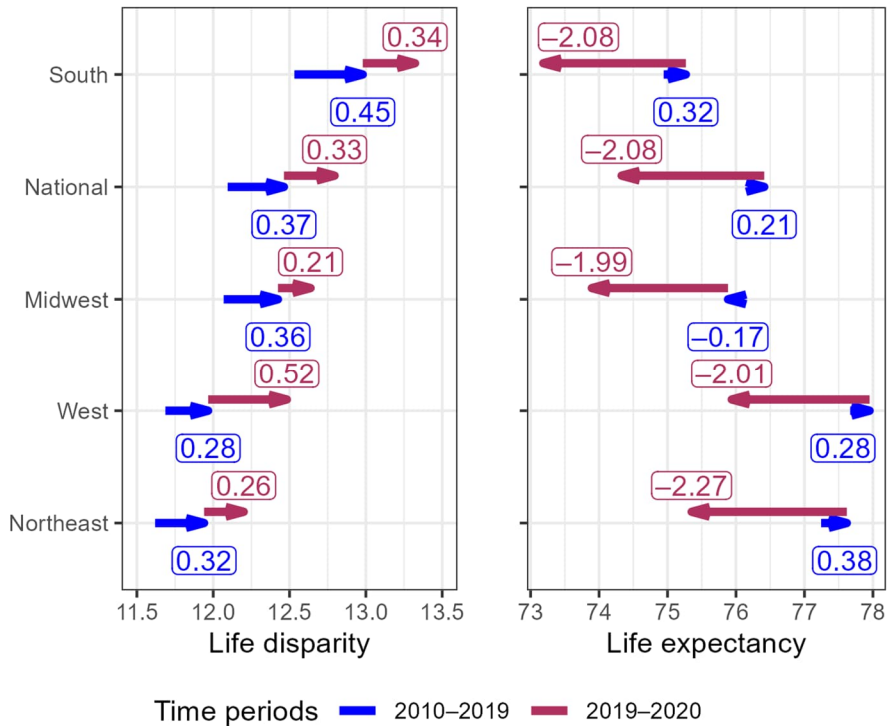 0.34
South
0.45
0.33
National
0.37
0.21
Midwest
0.36
0.52
West
0.28
0.26
Northeast
0.32
11.5 12.0 12.5 13.0 13.5
Life disparity
–2.08
0.32
–2.08
0.21
–1.99
–0.17
–2.01
0.28
–2.27
0.38
73 74 75 76 77 78
Life expectancy
Time periods 2010–2019 2019–2020